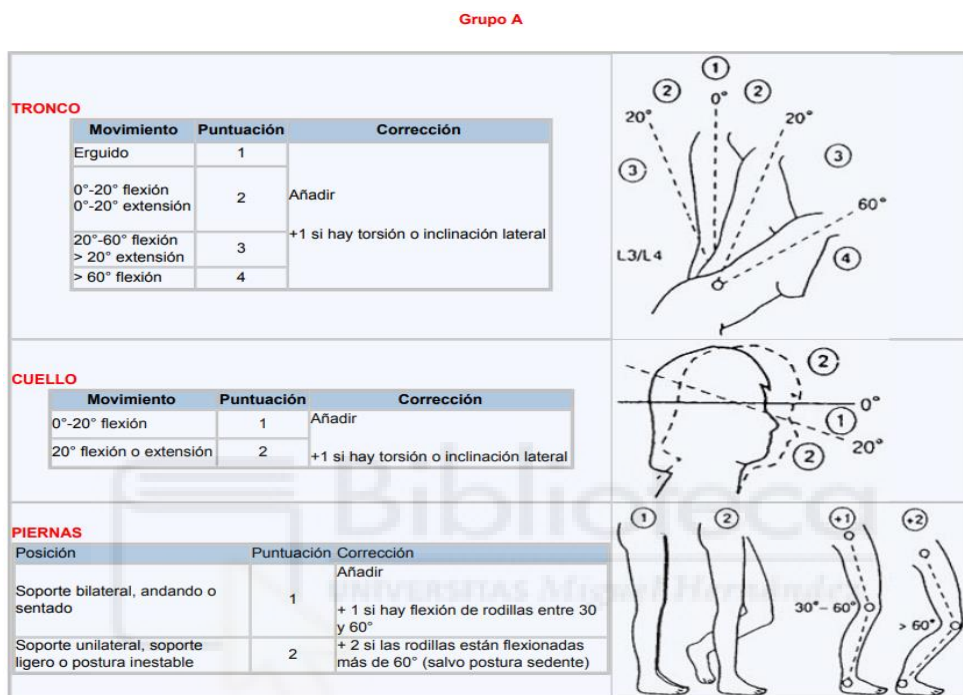 Grupo A
TRONCO
Movimiento Puntuación Corrección
Erguido 1
0°-20° flexión
0°-20° extensión
2
Añadir
+1 si hay torsión o inclinación lateral
20°-60° flexión
> 20° extensión
3
> 60° flexión 4
1
2 0° 2
20° 20°
3 3
60°
L3/L4
4
CUELLO
Movimiento Puntuación Corrección
0°-20° flexión 1 Añadir
20° flexión o extensión 2
+1 si hay torsión o inclinación lateral
2
0°
1
20°
2
PIERNAS
Posición Puntuación Corrección
Soporte bilateral, andando o
sentado
1
Añadir
+ 1 si hay flexión de rodillas entre 30
y 60°
Soporte unilateral, soporte
ligero o postura inestable
2
+ 2 si las rodillas están flexionadas
más de 60° (salvo postura sedente)
1 2 +1 +2
30°-60°
> 60°
Biblioteca
UNIVERSITAS Miguel Hernández